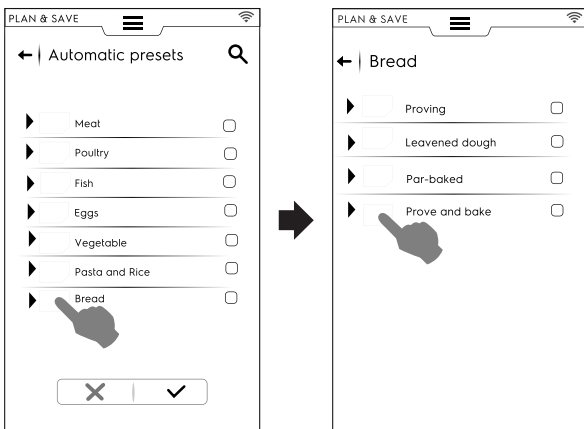 PLAN & SAVE
Automatic presets
Meat
Poultry
Fish
Eggs
Vegetable
Pasta and Rice
Bread
PLAN & SAVE
Bread
Proving
Leavened dough
Par-baked
Prove and bake